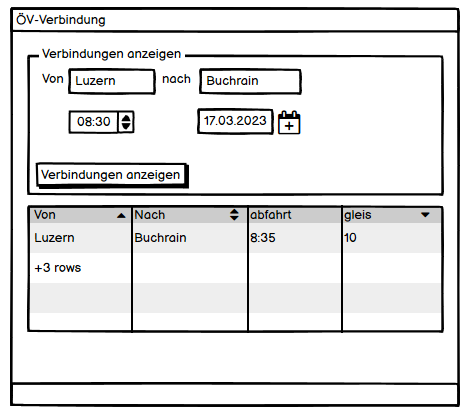 ÖV-Verbindung
Verbindungen anzeigen
Von Luzern nach Buchrain
08:30 17.03.2023
Verbindungen anzeigen
Von Nach abfahrt gleis
Luzern Buchrain 8:35 10
+3 rows